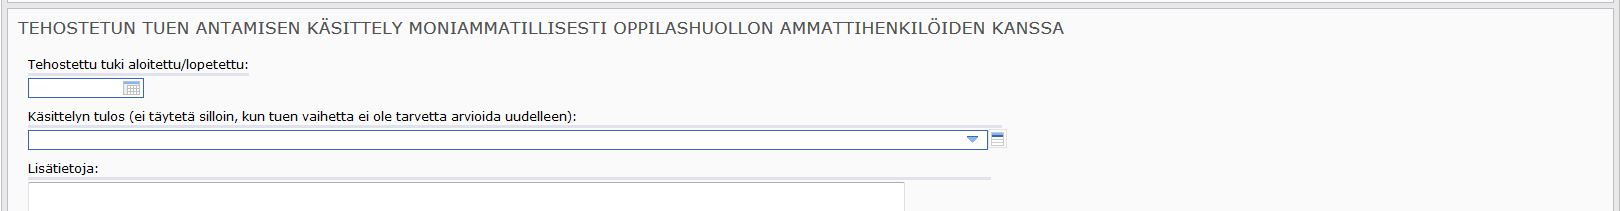 TEHOSTETUN TUEN ANTAMISEN KÄSITTELY MONIAMMATILLISESTI OPPILASHUOLLON AMMATTIHENKILÖIDEN KANSSA
Tehostettu tuki aloitettu/lopetettu:
Käsittelyn tulos (ei täytetä silloin, kun tuen vaihetta ei ole tarvetta arvioida uudelleen):
Lisätietoja: